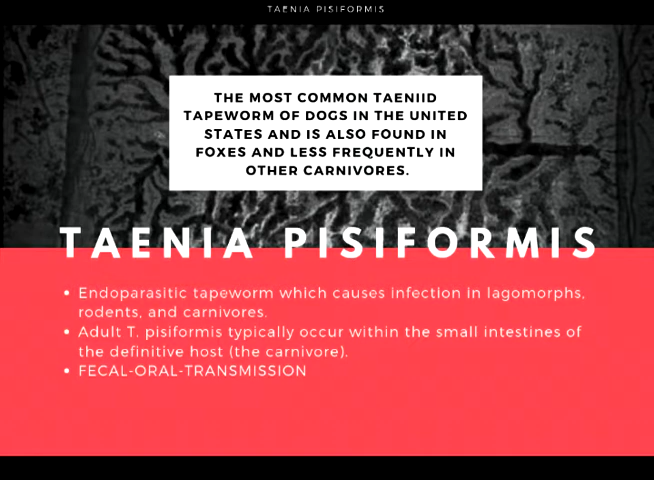 TAENIA PISIFORMIS
THE MOST COMMON TAENIID
TAPEWORM OF DOGS IN THE UNITED
STATES AND IS ALSO FOUND IN
FOXES AND LESS FREQUENTLY IN
OTHER CARNIVORES.
TAENIA PISIFORMIS
• Endoparasitic tapeworm which causes infection in lagomorphs,
rodents, and carnivores.
• Adult T. pisiformis typically occur within the small intestines of
the definitive host (the carnivore).
• FECAL-ORAL-TRANSMISSION